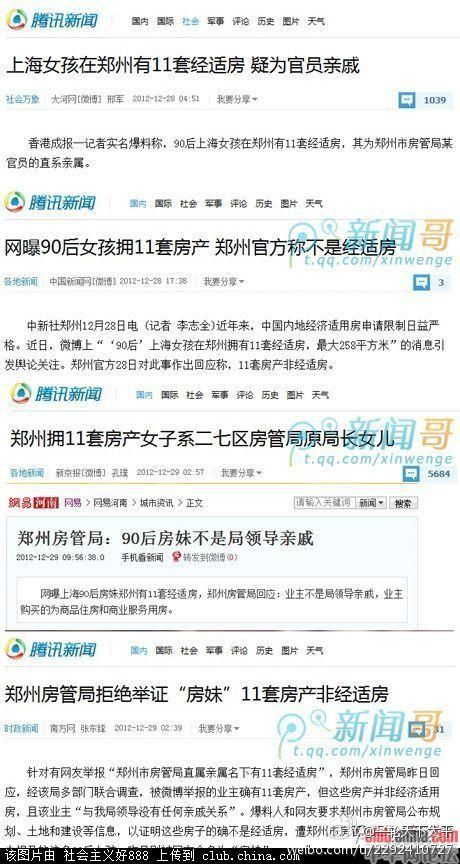 腾讯新闻 国内 国际 社会 军事 评论 历史 图片 天气
上海女孩在郑州有11套经适房 疑为官员亲戚
社会万象 大河网[微博] 邢军 2012-12-28 04:51 我要分享 1039
香港成报一记者实名爆料称，90后上海女孩在郑州有11套经适房，其为郑州市房管局某
官员的直系亲属。
腾讯新闻 国内 国际 社会 军事 评论 历史 图片 天气
新闻哥
t.qq.com/xinwenge
网曝90后女孩拥11套房产 郑州官方称不是经适房
各地新闻 中国新闻网[微博] 2012-12-28 17:38 我要分享 3
中新社郑州12月28日电（记者 李志全)近年来，中国内地经济适用房申请限制日益严
格。近日，微博上“‘90后’上海女孩在郑州拥有11套经适房，最大258平方米”的消息引
发舆论关注。郑州官方28日对此事作出回应称，11套房产非经适房。
腾讯新闻 国内 国际 社会 军事 评论 历史 图片 天气
新闻哥
t.qq.com/xinwenge
郑州拥11套房产女子系二七区房管局原局长女儿
各地新闻 新京报[微博] 孔璞 2012-12-29 02:57 我要分享 5684
網易河南 网易 > 网易河南 > 城市资讯 > 正文 请输入关键词 新闻 搜索
郑州房管局：90后房妹不是局领导亲戚
2012-12-29 09:56:38.0 手机看新闻 转发到微博(0)
网曝上海90后房妹郑州有11套经适房，郑州房管局回应：业主不是局领导亲戚，业主
购买的为商品住房和商业服务用房。
腾讯新闻 国内 国际 社会 军事 评论 历史 图片 天气
郑州房管局拒绝举证“房妹”11套房产非经适房
新闻哥
t.qq.com/xinwenge
时政新闻 南方网 张东锋 2012-12-29 02:39 我要分享 31
针对有网友举报“郑州市房管局直属亲属名下有11套经适房”，郑州市房管局昨日回
应，经该局多部门联合调查，被微博举报的业主确有11套房产，但这些房产并非经济适用
房，且该业主“与我局领导没有任何亲戚关系”。爆料人和网友要求郑州市房管局公布规
划、土地和建设等信息，以证明这些房子的确不是经适房，遭郑州
此图片由 社会主义好888 上传到 club.china.com